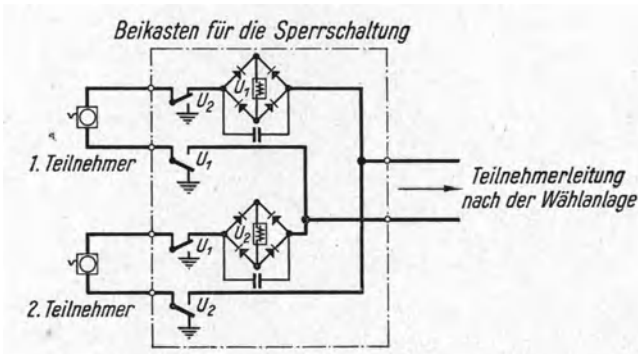 Beikasten für die Sperrschaltung
U1
U2
1. Teilnehmer
U1
Teilnehmerleitung
nach der Wählanlage
U2
U1
2. Teilnehmer
U2